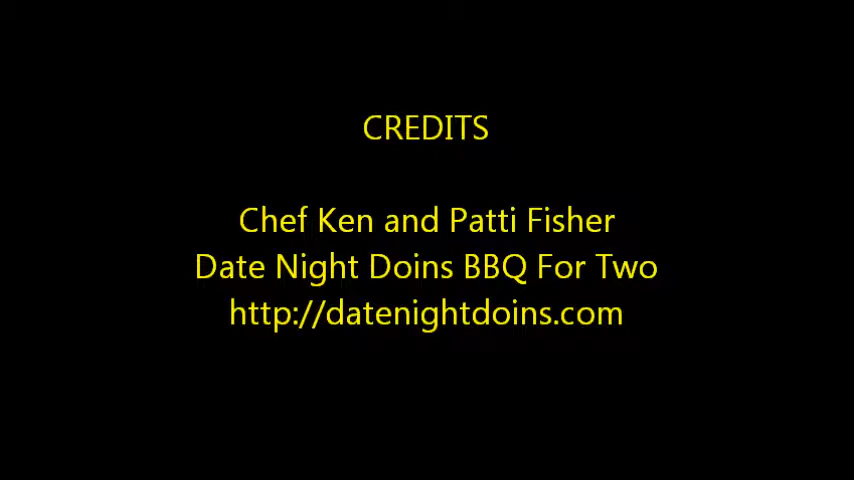 CREDITS
Chef Ken and Patti Fisher
Date Night Doins BBQ For Two
http://datenightdoins.com